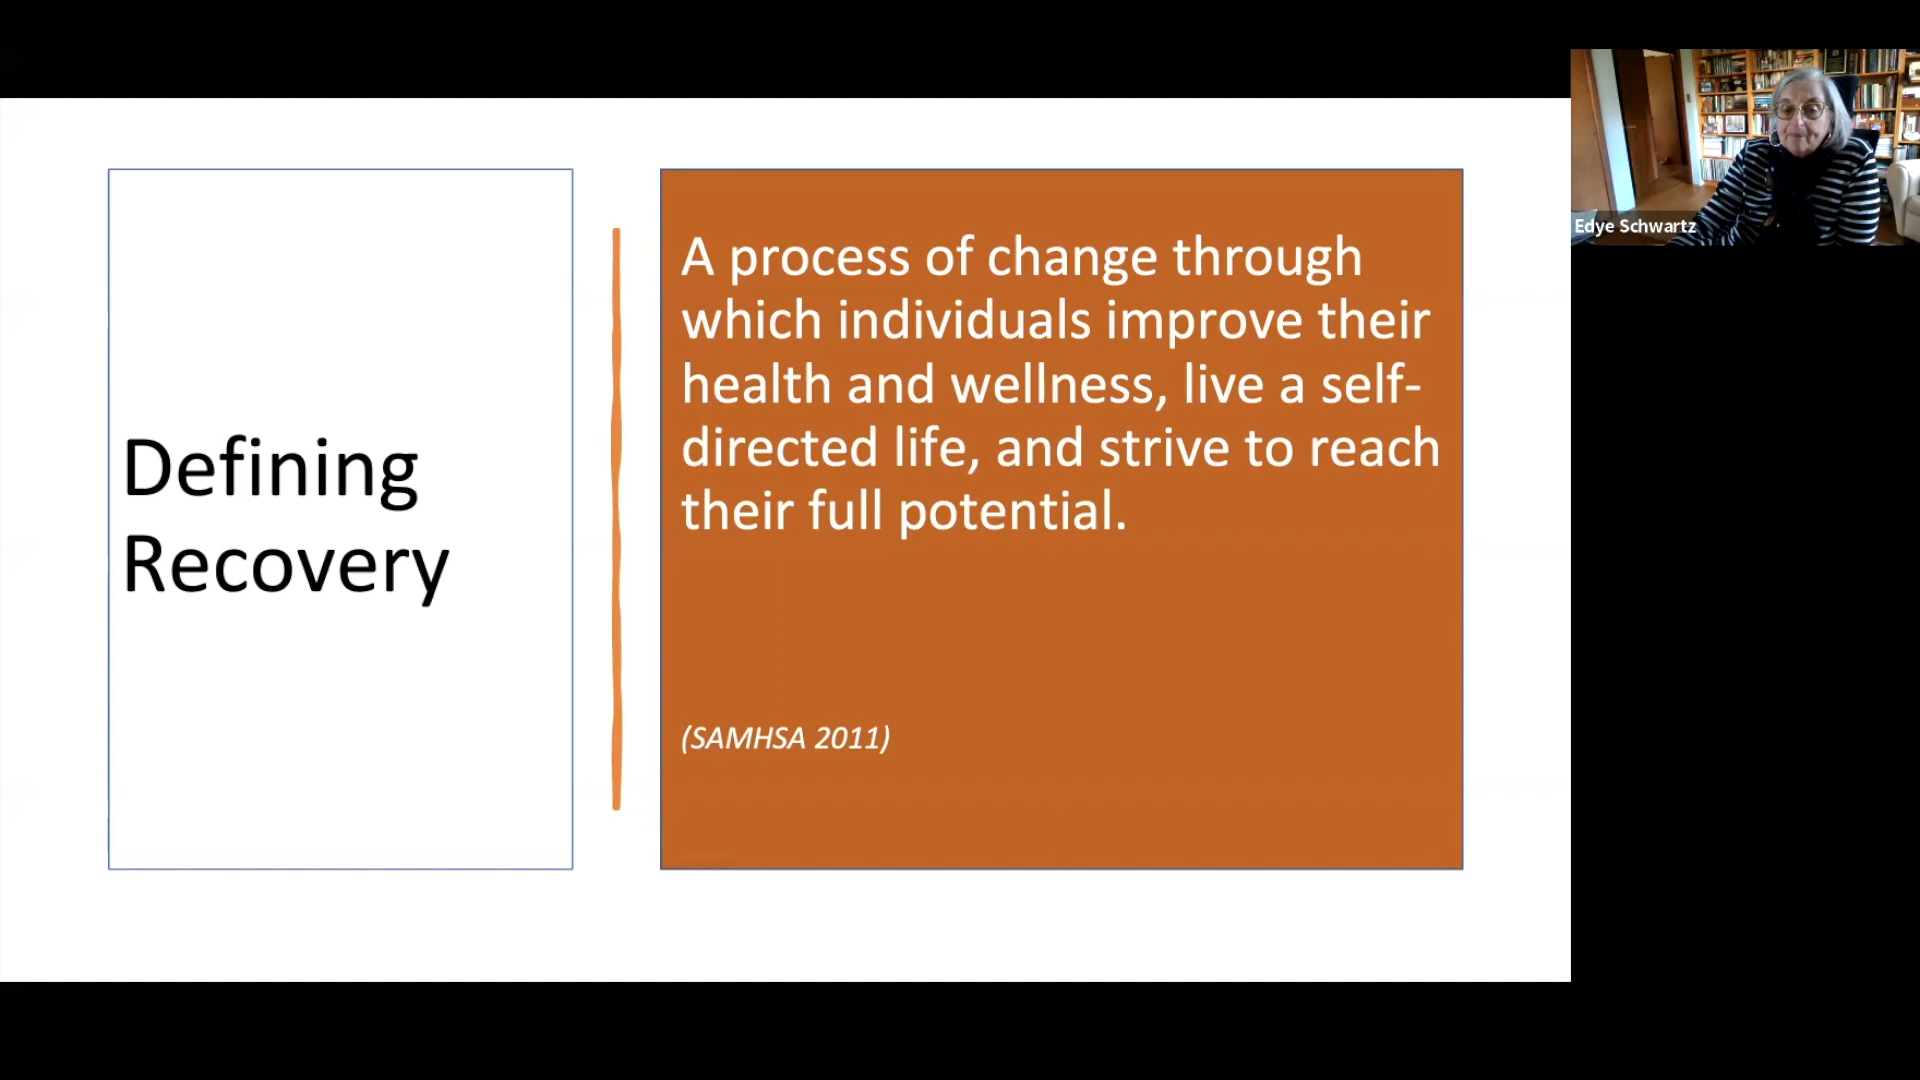 Defining
Recovery
A process of change through
which individuals improve their
health and wellness, live a self-
directed life, and strive to reach
their full potential.
(SAMHSA 2011)
Edye Schwartz